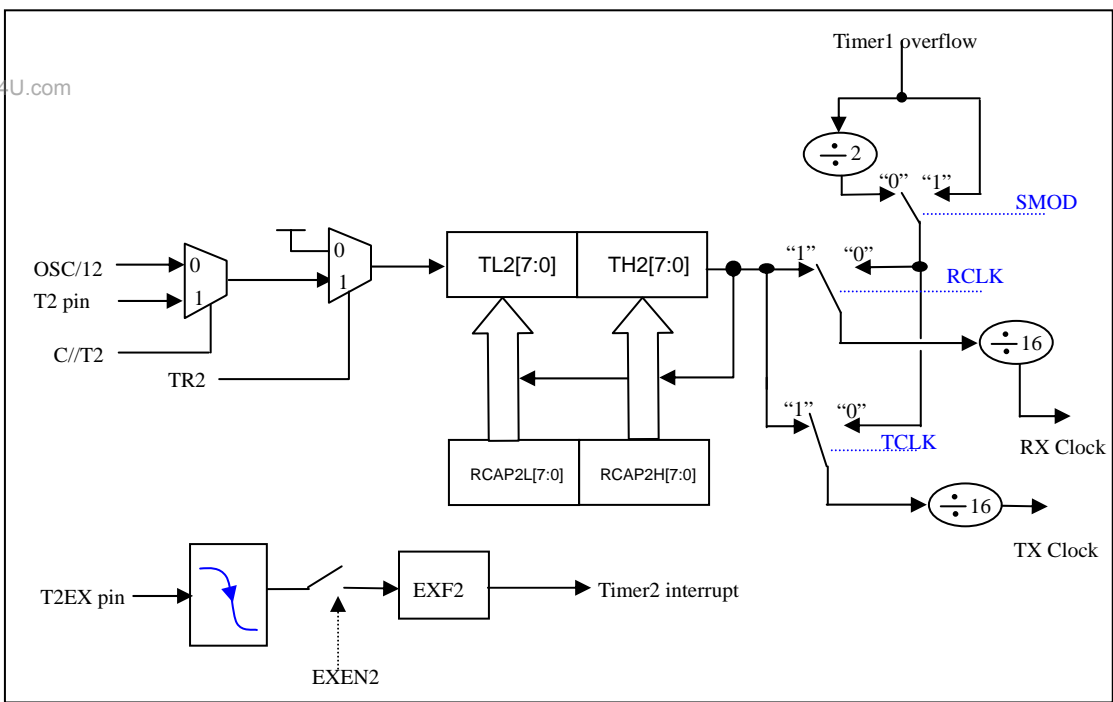 Timer1 overflow
4U.com
÷ 2
“0” “1”
SMOD
OSC/12
0
T2 pin
1
0
1
TL2[7:0] TH2[7:0]
“1” “0”
RCLK
÷ 16
C//T2
TR2
“1” “0”
TCLK
RX Clock
RCAP2L[7:0] RCAP2H[7:0]
÷ 16
TX Clock
T2EX pin
EXF2
Timer2 interrupt
EXEN2